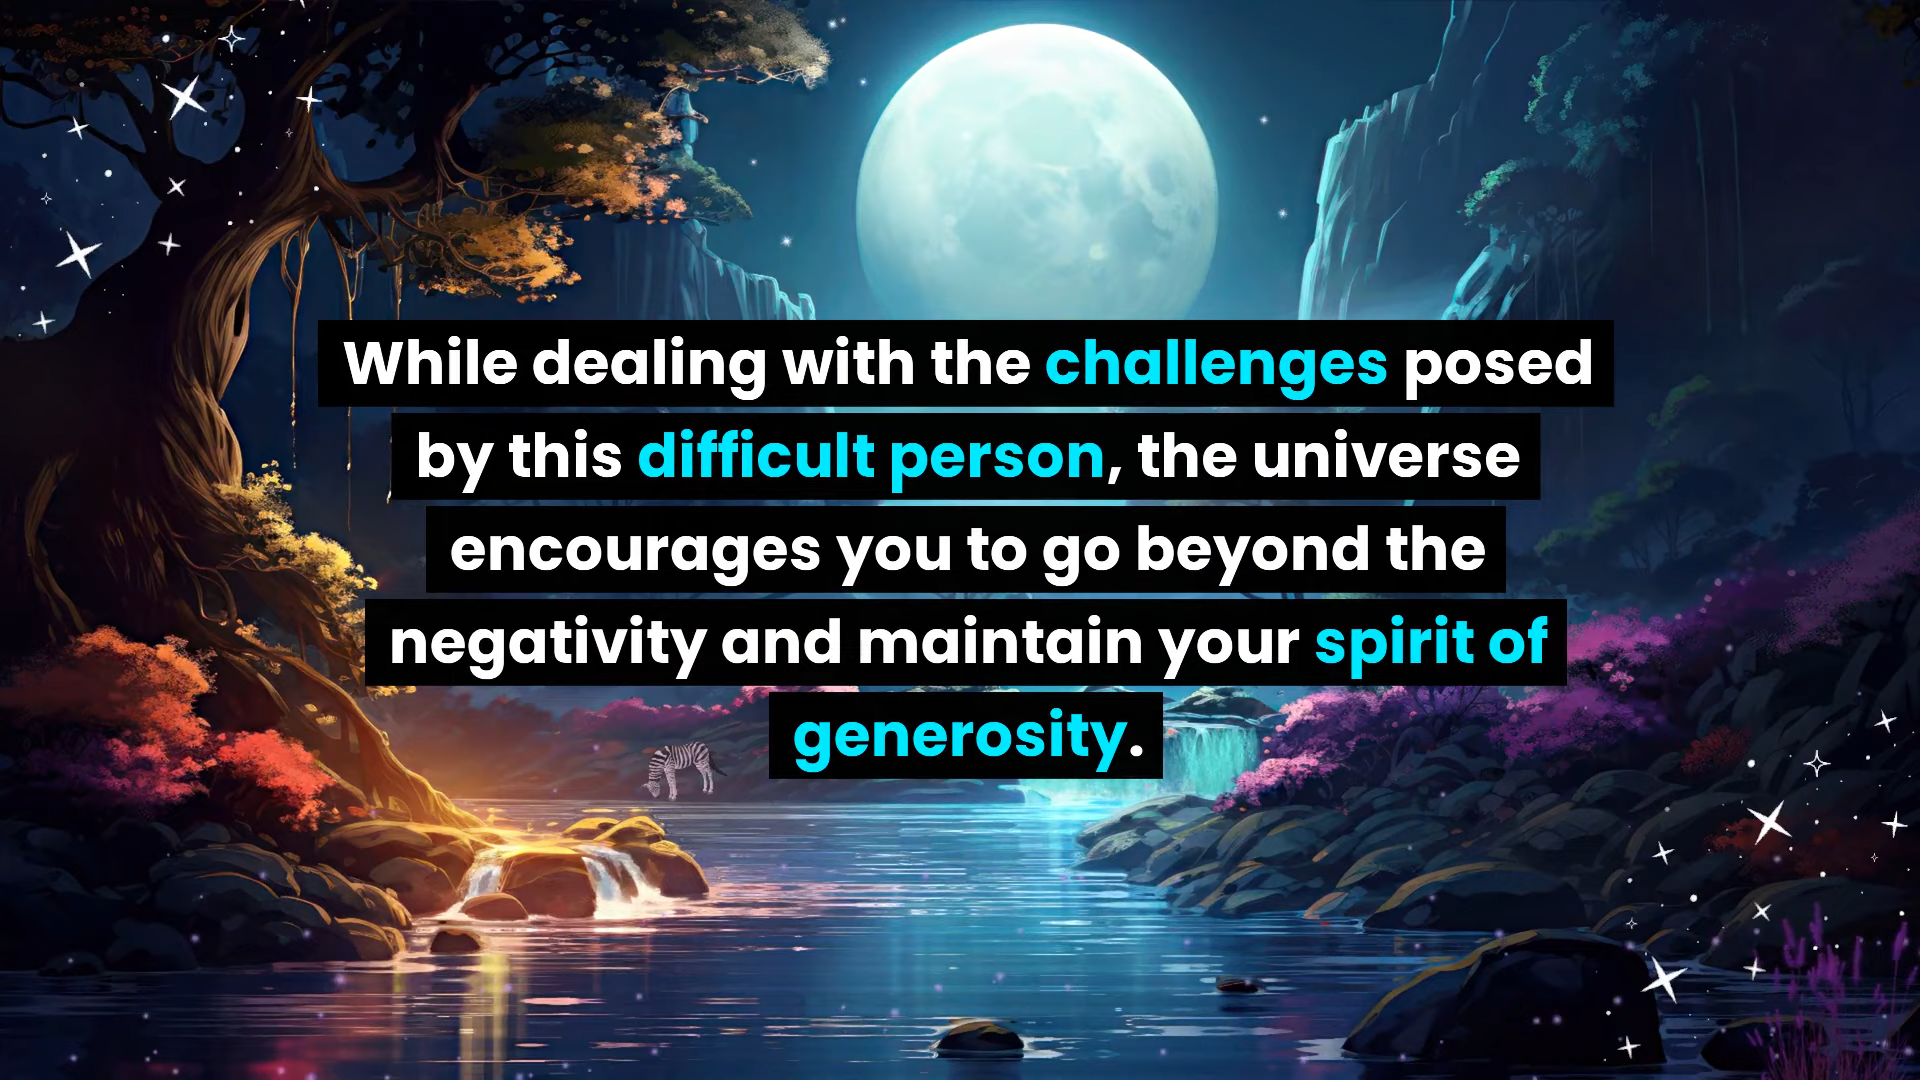 While dealing with the challenges posed
by this difficult person, the universe
encourages you to go beyond the
negativity and maintain your spirit of
generosity.